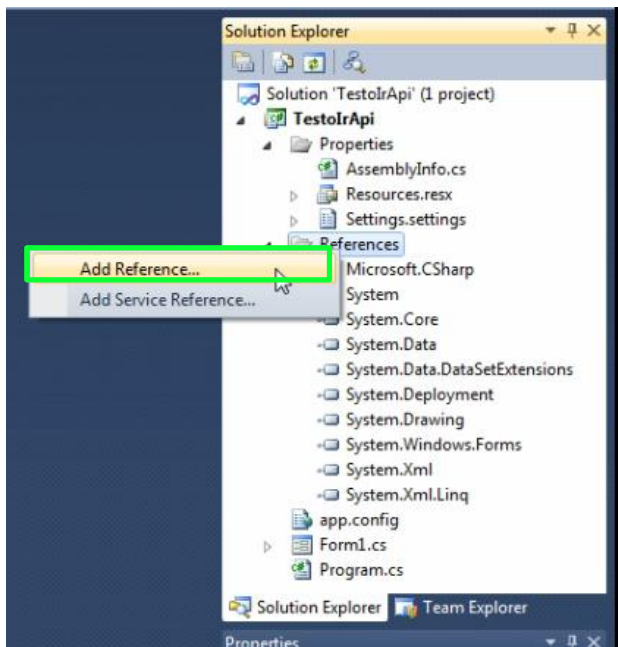 Solution Explorer
Solution 'TestoIrApi' (1 project)
TestoIrApi
Properties
AssemblyInfo.cs
Resources.resx
Settings.settings
References
Add Reference...
Microsoft.CSharp
Add Service Reference...
System
System.Core
System.Data
System.Data.DataSetExtensions
System.Deployment
System.Drawing
System.Windows.Forms
System.Xml
System.Xml.Linq
app.config
Form1.cs
Program.cs
Solution Explorer Team Explorer
Properties